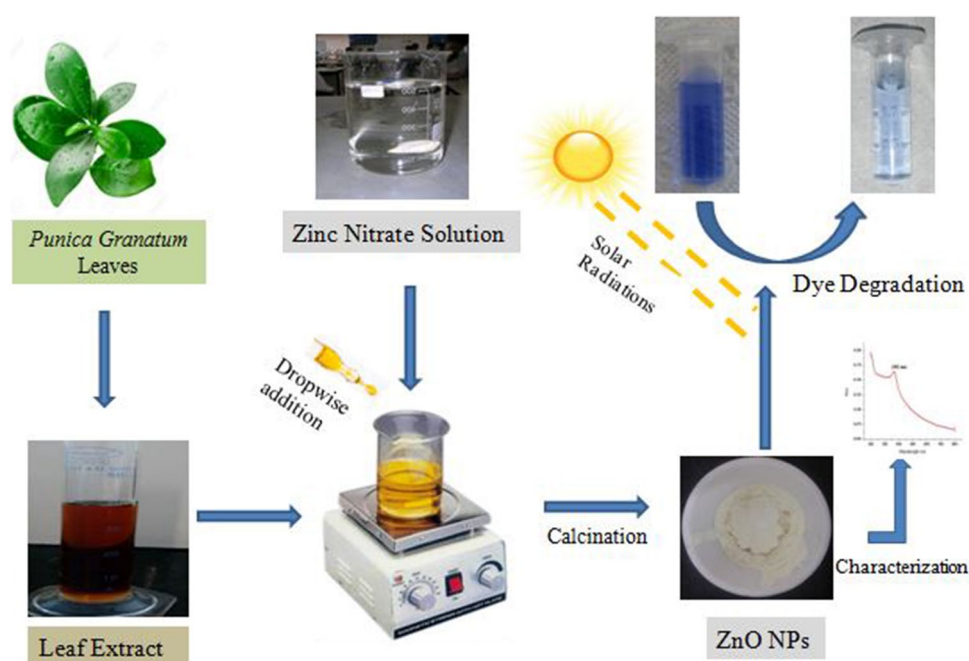 Punica Granatum
Leaves
Zinc Nitrate Solution
Solar
Radiations
Dye Degradation
Dropwise
addition
Leaf Extract
Calcination
ZnO NPs
Characterization